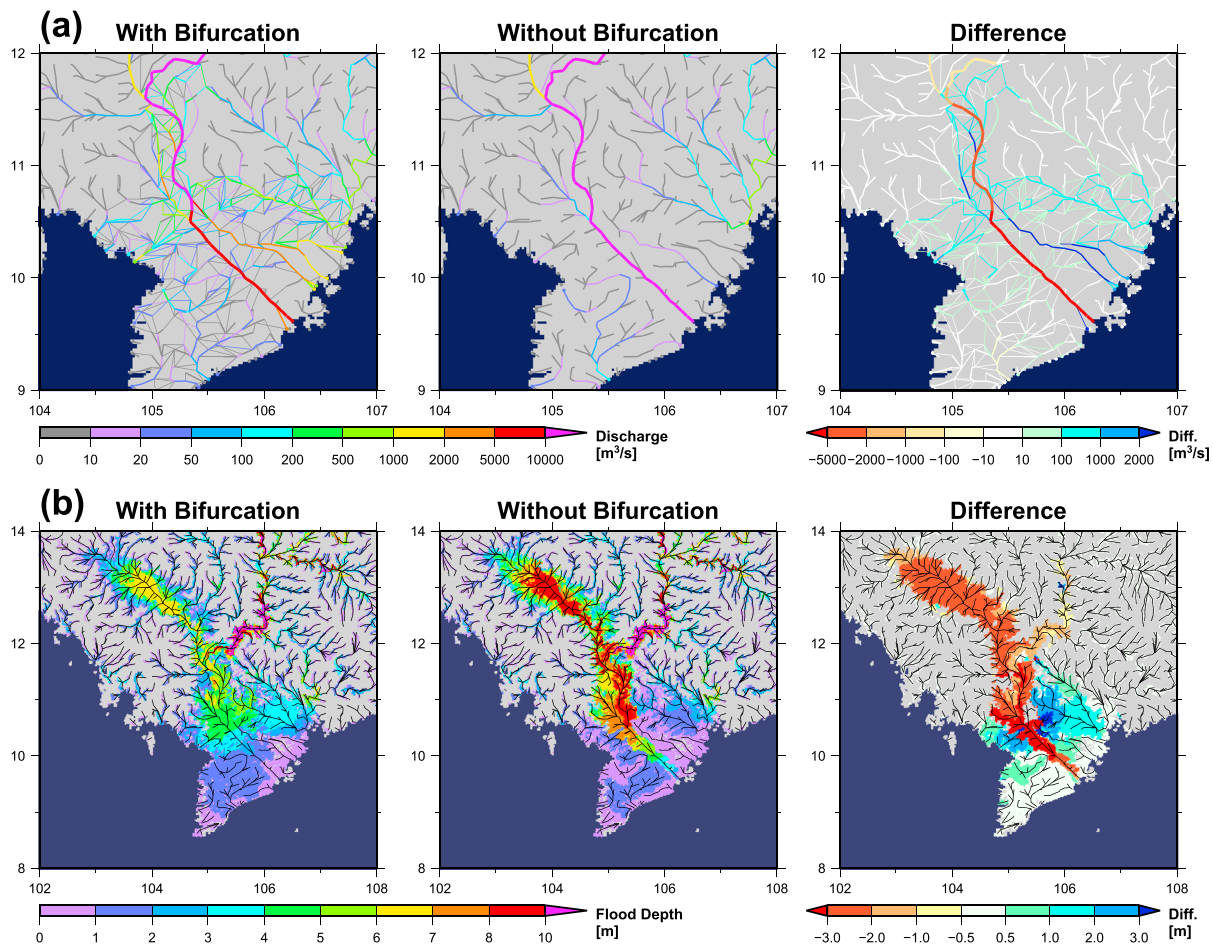 (a)
With Bifurcation
Without Bifurcation
Difference
12
11
10
9
104 105 106 107
12
11
10
9
104 105 106 107
12
11
10
9
104 105 106 107
0 10 20 50 100 200 500 1000 2000 5000 10000
Discharge
[m³/s]
−5000 −2000 −1000 −100 −10 10 100 1000 2000
Diff.
[m³/s]
(b)
With Bifurcation
Without Bifurcation
Difference
14
12
10
8
102 104 106 108
14
12
10
8
102 104 106 108
14
12
10
8
102 104 106 108
0 1 2 3 4 5 6 7 8 10
Flood Depth
[m]
−3.0 −2.0 −1.0 −0.5 0.5 1.0 2.0 3.0
Diff.
[m]